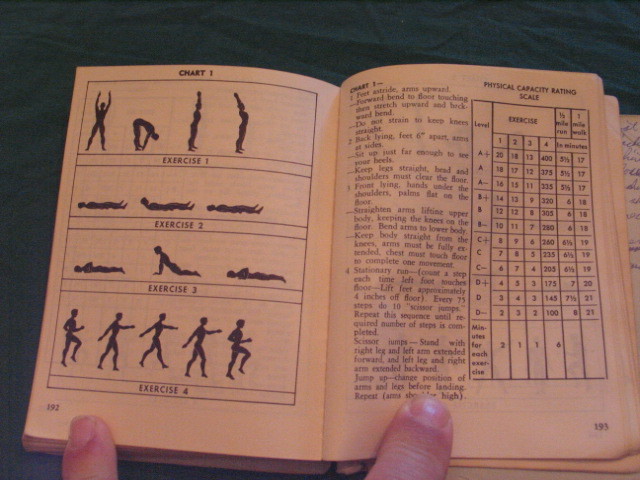 CHART 1
EXERCISE 1
EXERCISE 2
EXERCISE 3
EXERCISE 4
192
CHART 1—
1 Feet astride, arms upward.
—Forward bend to floor touching
then stretch upward and back-
ward bend.
—Do not strain to keep knees
straight.
2 Back lying, feet 6" apart, arms
at sides.
—Sit up just far enough to see
your heels.
—Keep legs straight, head and
shoulders must clear the floor.
3 Front lying, hands under the
shoulders, palms flat on the
floor.
—Straighten arms lifting upper
body, keeping the knees on the
floor. Bend arms to lower body.
—Keep body straight from the
knees, arms must be fully ex-
tended, chest must touch floor
to complete one movement.
4 Stationary run—(count a step
each time left foot touches
floor—Lift feet approximately
4 inches off floor). Every 75
steps do 10 "scissor jumps."
Repeat this sequence until re-
quired number of steps is com-
pleted.
Scissor jumps—Stand with
right leg and left arm extended
forward, and left leg and right
arm extended backward.
Jump up—change position of
arms and legs before landing.
Repeat (arms shoulder high).
PHYSICAL CAPACITY RATING
SCALE
Level EXERCISE ½ mile run 1 mile walk
1 2 3 4 In minutes
A+ 20 18 13 400 5½ 17
A 18 17 12 375 5½ 17
A— 16 15 11 335 5½ 17
B+ 14 13 9 320 6 18
B 12 12 8 305 6 18
B— 10 11 7 280 6 18
C+ 8 9 6 260 6½ 19
C 7 8 5 235 6½ 19
C— 6 7 4 205 6½ 19
D+ 4 5 4 175 7 20
D 3 4 3 145 7½ 21
D— 2 3 2 100 8 21
Min-
utes
for
each
exer-
cise
2 1 1 6
193